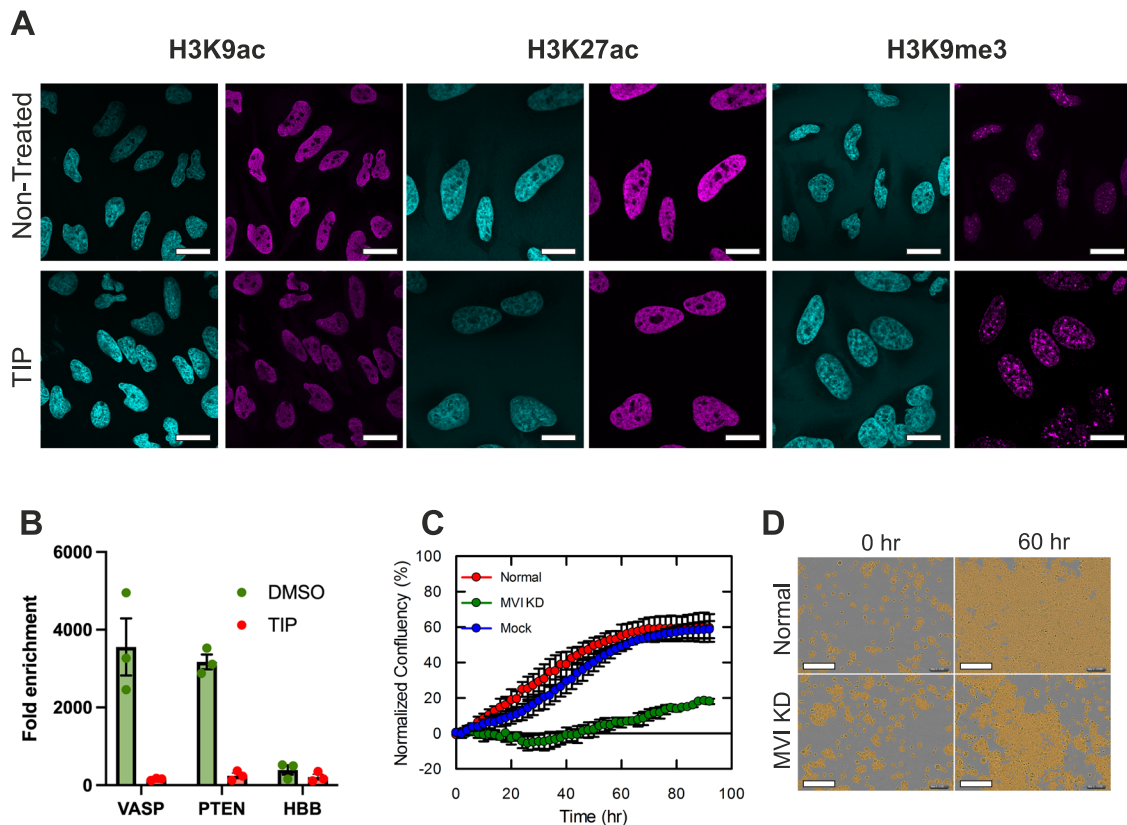 A
H3K9ac H3K27ac H3K9me3
Non-Treated
TIP
B
Fold enrichment
6000
4000
2000
0
DMSO
TIP
VASP PTEN HBB
C
Normalized Confluency (%)
100
80
60
40
20
0
-20
Normal
MVI KD
Mock
0 20 40 60 80 100
Time (hr)
D
0 hr 60 hr
Normal
MVI KD